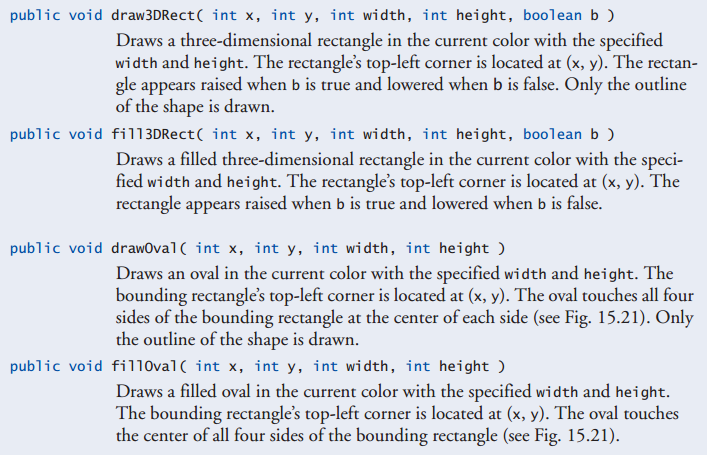 public void draw3DRect( int x, int y, int width, int height, boolean b )
Draws a three-dimensional rectangle in the current color with the specified
width and height. The rectangle's top-left corner is located at (x, y). The rectan-
gle appears raised when b is true and lowered when b is false. Only the outline
of the shape is drawn.
public void fill3DRect( int x, int y, int width, int height, boolean b )
Draws a filled three-dimensional rectangle in the current color with the speci-
fied width and height. The rectangle's top-left corner is located at (x, y). The
rectangle appears raised when b is true and lowered when b is false.
public void drawOval( int x, int y, int width, int height )
Draws an oval in the current color with the specified width and height. The
bounding rectangle's top-left corner is located at (x, y). The oval touches all four
sides of the bounding rectangle at the center of each side (see Fig. 15.21). Only
the outline of the shape is drawn.
public void fillOval( int x, int y, int width, int height )
Draws a filled oval in the current color with the specified width and height.
The bounding rectangle's top-left corner is located at (x, y). The oval touches
the center of all four sides of the bounding rectangle (see Fig. 15.21).